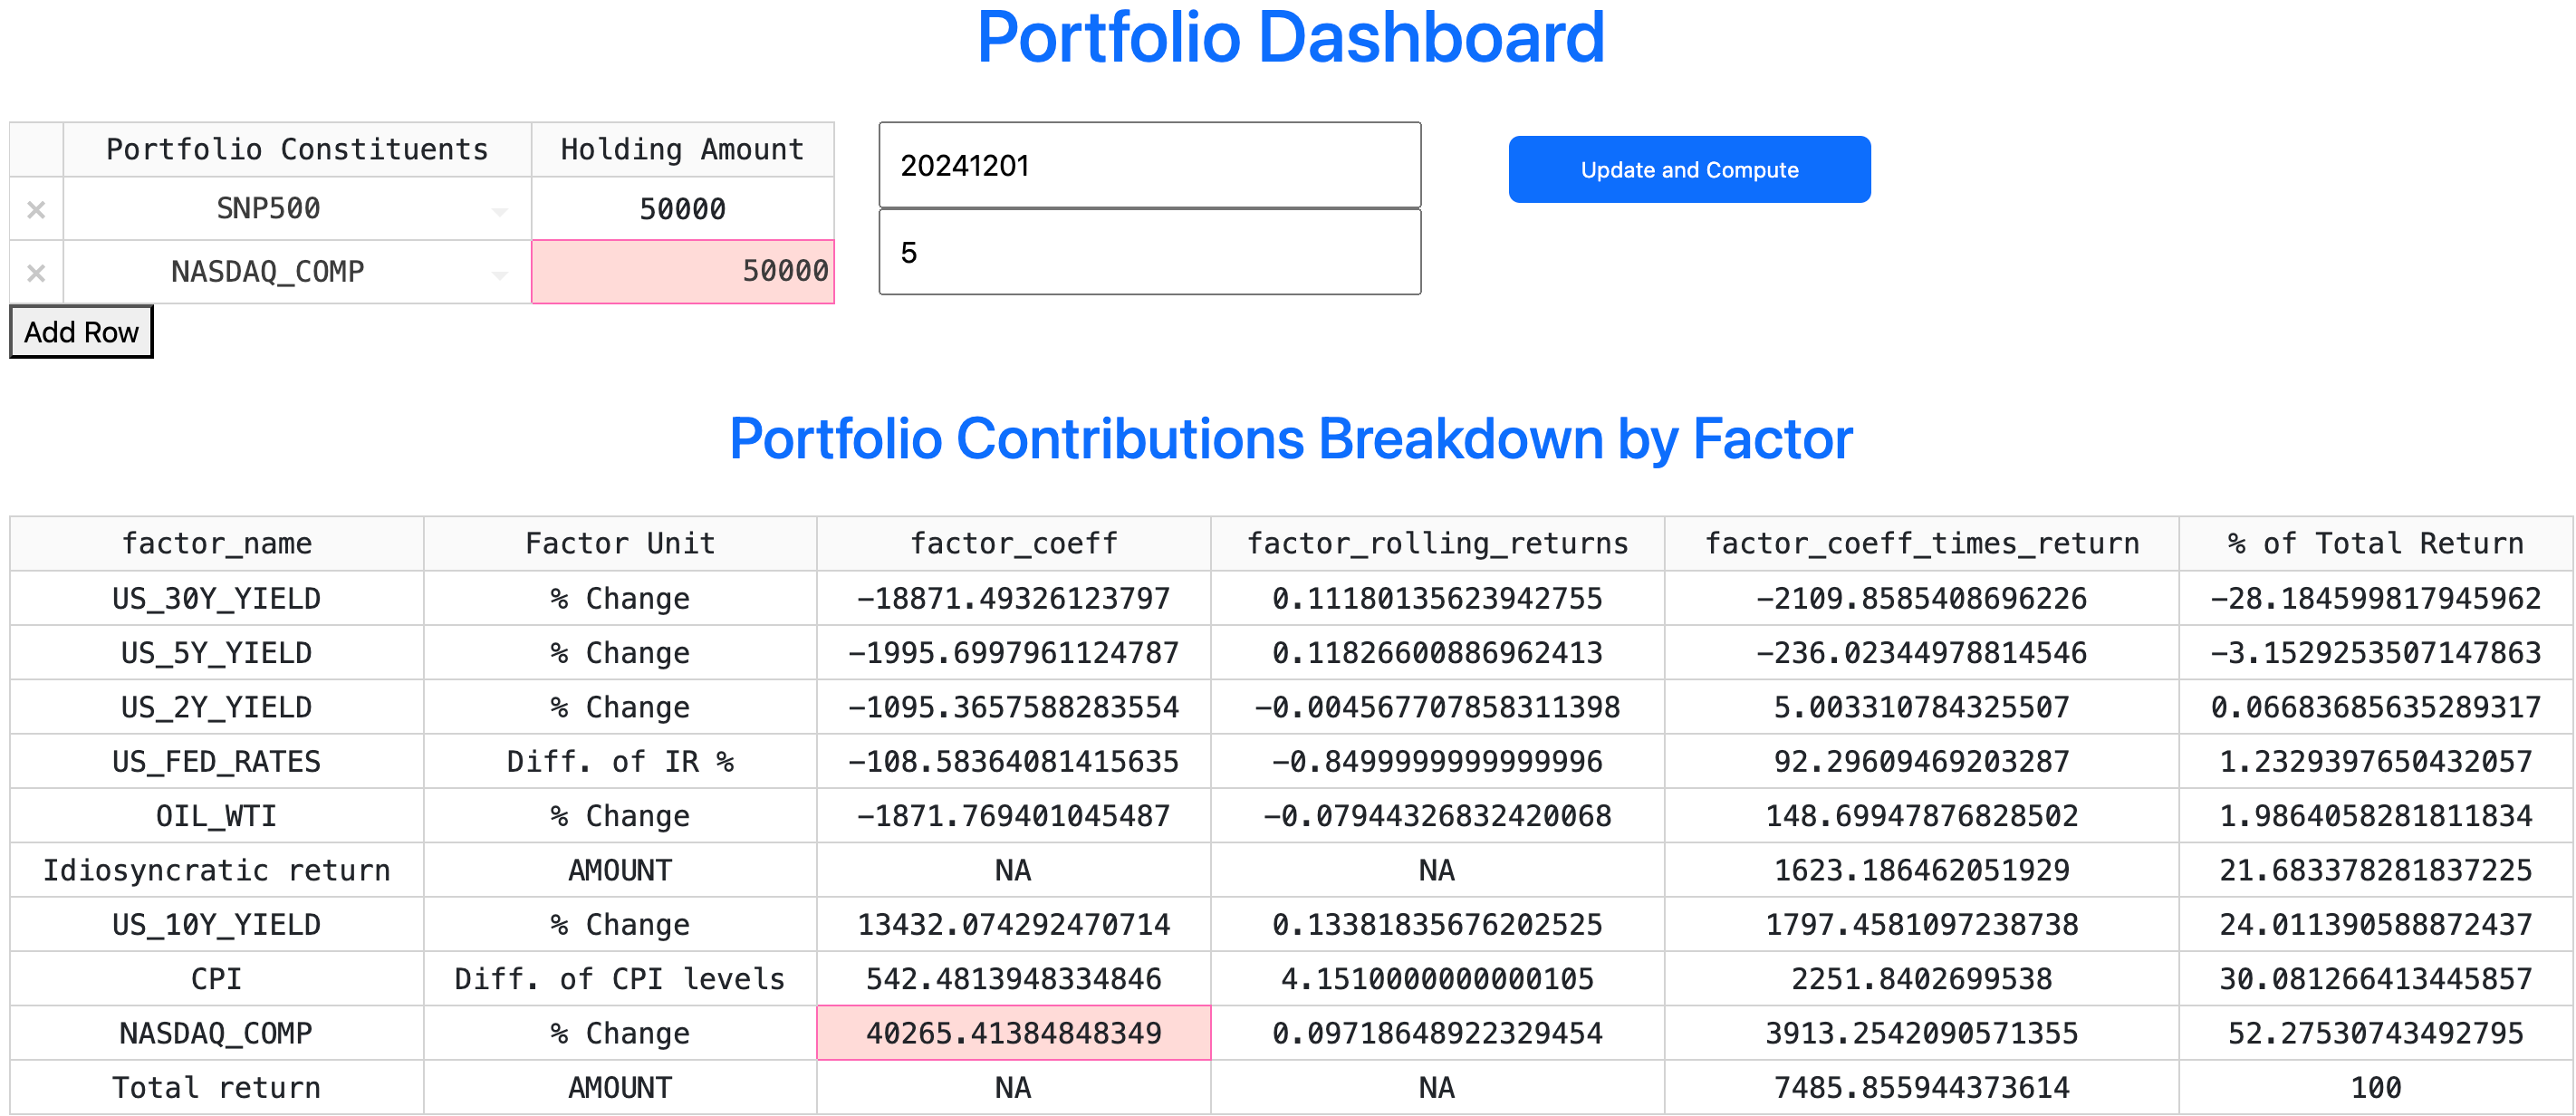 Portfolio Dashboard
Portfolio Constituents Holding Amount
× SNP500 50000
× NASDAQ_COMP 50000
Add Row
20241201
5
Update and Compute
Portfolio Contributions Breakdown by Factor
factor_name Factor Unit factor_coeff factor_rolling_returns factor_coeff_times_return % of Total Return
US_30Y_YIELD % Change -18871.49326123797 0.11180135623942755 -2109.8585408696226 -28.184599817945962
US_5Y_YIELD % Change -1995.6997961124787 0.11826600886962413 -236.02344978814546 -3.1529253507147863
US_2Y_YIELD % Change -1095.3657588283554 -0.004567707858311398 5.003310784325507 0.06683685635289317
US_FED_RATES Diff. of IR % -108.58364081415635 -0.8499999999999996 92.29609469203287 1.2329397650432057
OIL_WTI % Change -1871.769401045487 -0.07944326832420068 148.69947876828502 1.9864058281811834
Idiosyncratic return AMOUNT NA NA 1623.186462051929 21.683378281837225
US_10Y_YIELD % Change 13432.074292470714 0.13381835676202525 1797.4581097238738 24.011390588872437
CPI Diff. of CPI levels 542.4813948334846 4.1510000000000105 2251.8402699538 30.081266413445857
NASDAQ_COMP % Change 40265.41384848349 0.09718648922329454 3913.2542090571355 52.27530743492795
Total return AMOUNT NA NA 7485.855944373614 100